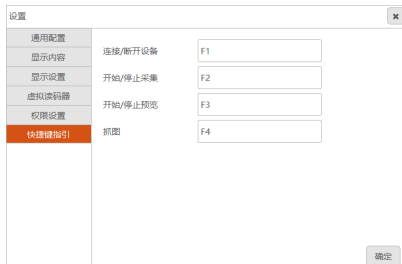 设置
通用配置
显示内容
显示设置
虚拟读码器
权限设置
快捷键指引
连接/断开设备 F1
开始/停止采集 F2
开始/停止预览 F3
抓图 F4
确定